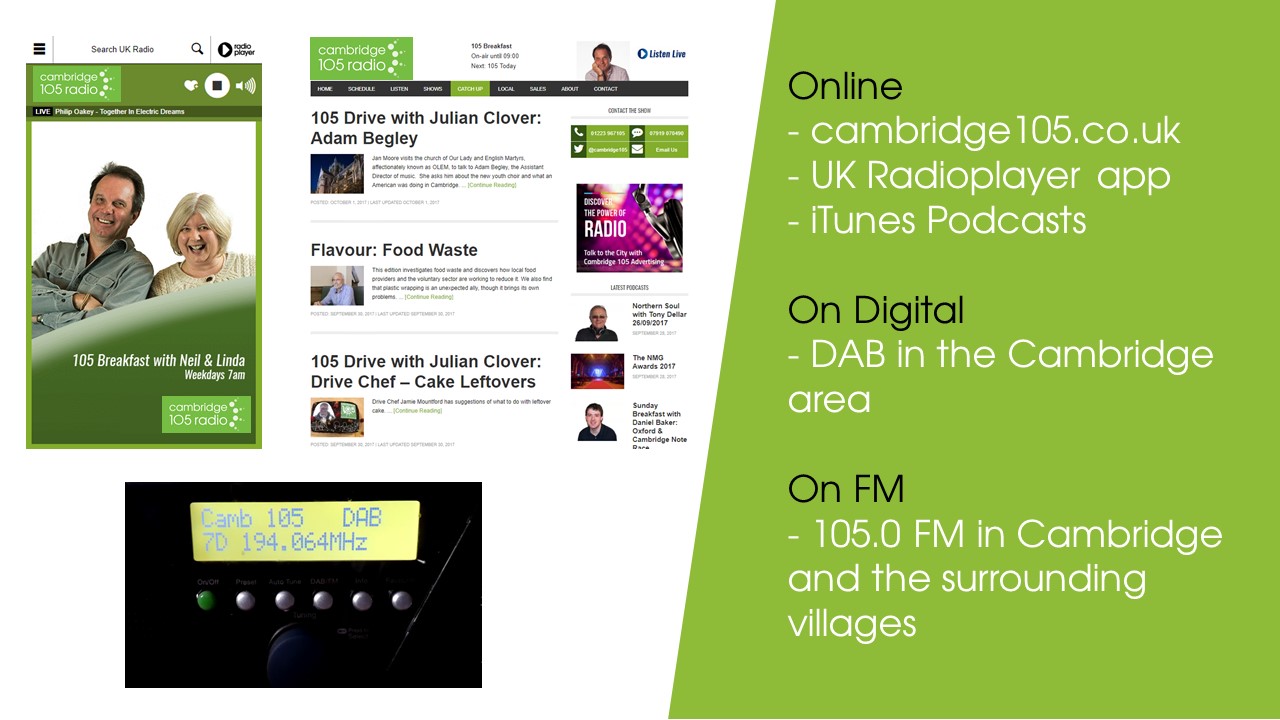 Search UK Radio
radio
player
cambridge
105 radio
LIVE Philip Oakey - Together In Electric Dreams
105 Breakfast with Neil & Linda
Weekdays 7am
cambridge
105 radio
cambridge
105 radio
105 Breakfast
On-air until 09:00
Next: 105 Today
Listen Live
HOME SCHEDULE LISTEN SHOWS CATCH UP LOCAL SALES ABOUT CONTACT
105 Drive with Julian Clover:
Adam Begley
Jan Moore visits the church of Our Lady and English Martyrs,
affectionately known as OLEM, to talk to Adam Begley, the Assistant
Director of music. She asks him about the new youth choir and what an
American was doing in Cambridge. ... [Continue Reading]
POSTED: OCTOBER 1, 2017 | LAST UPDATED OCTOBER 1, 2017
Flavour: Food Waste
This edition investigates food waste and discovers how local food
providers and the voluntary sector are working to reduce it. We also find
that plastic wrapping is an unexpected ally, though it brings its own
problems. ... [Continue Reading]
POSTED: SEPTEMBER 30, 2017 | LAST UPDATED SEPTEMBER 30, 2017
105 Drive with Julian Clover:
Drive Chef – Cake Leftovers
Drive Chef Jamie Mountford has suggestions of what to do with leftover
cake. ... [Continue Reading]
POSTED: SEPTEMBER 30, 2017 | LAST UPDATED SEPTEMBER 30, 2017
CONTACT THE SHOW
01223 967105
07919 070490
@cambridge105
Email Us
DISCOVER
THE POWER OF
RADIO
Talk to the City with
Cambridge 105 Advertising
LATEST PODCASTS
Northern Soul
with Tony Dellar
26/09/2017
SEPTEMBER 28, 2017
The NMG
Awards 2017
SEPTEMBER 28, 2017
Sunday
Breakfast with
Daniel Baker:
Oxford &
Cambridge Note
Race
Camb 105 DAB
7D 194.064MHz
On/Off Preset Auto Tune DAB/FM Info
Tuning
Online
- cambridge105.co.uk
- UK Radioplayer app
- iTunes Podcasts
On Digital
- DAB in the Cambridge
area
On FM
- 105.0 FM in Cambridge
and the surrounding
villages